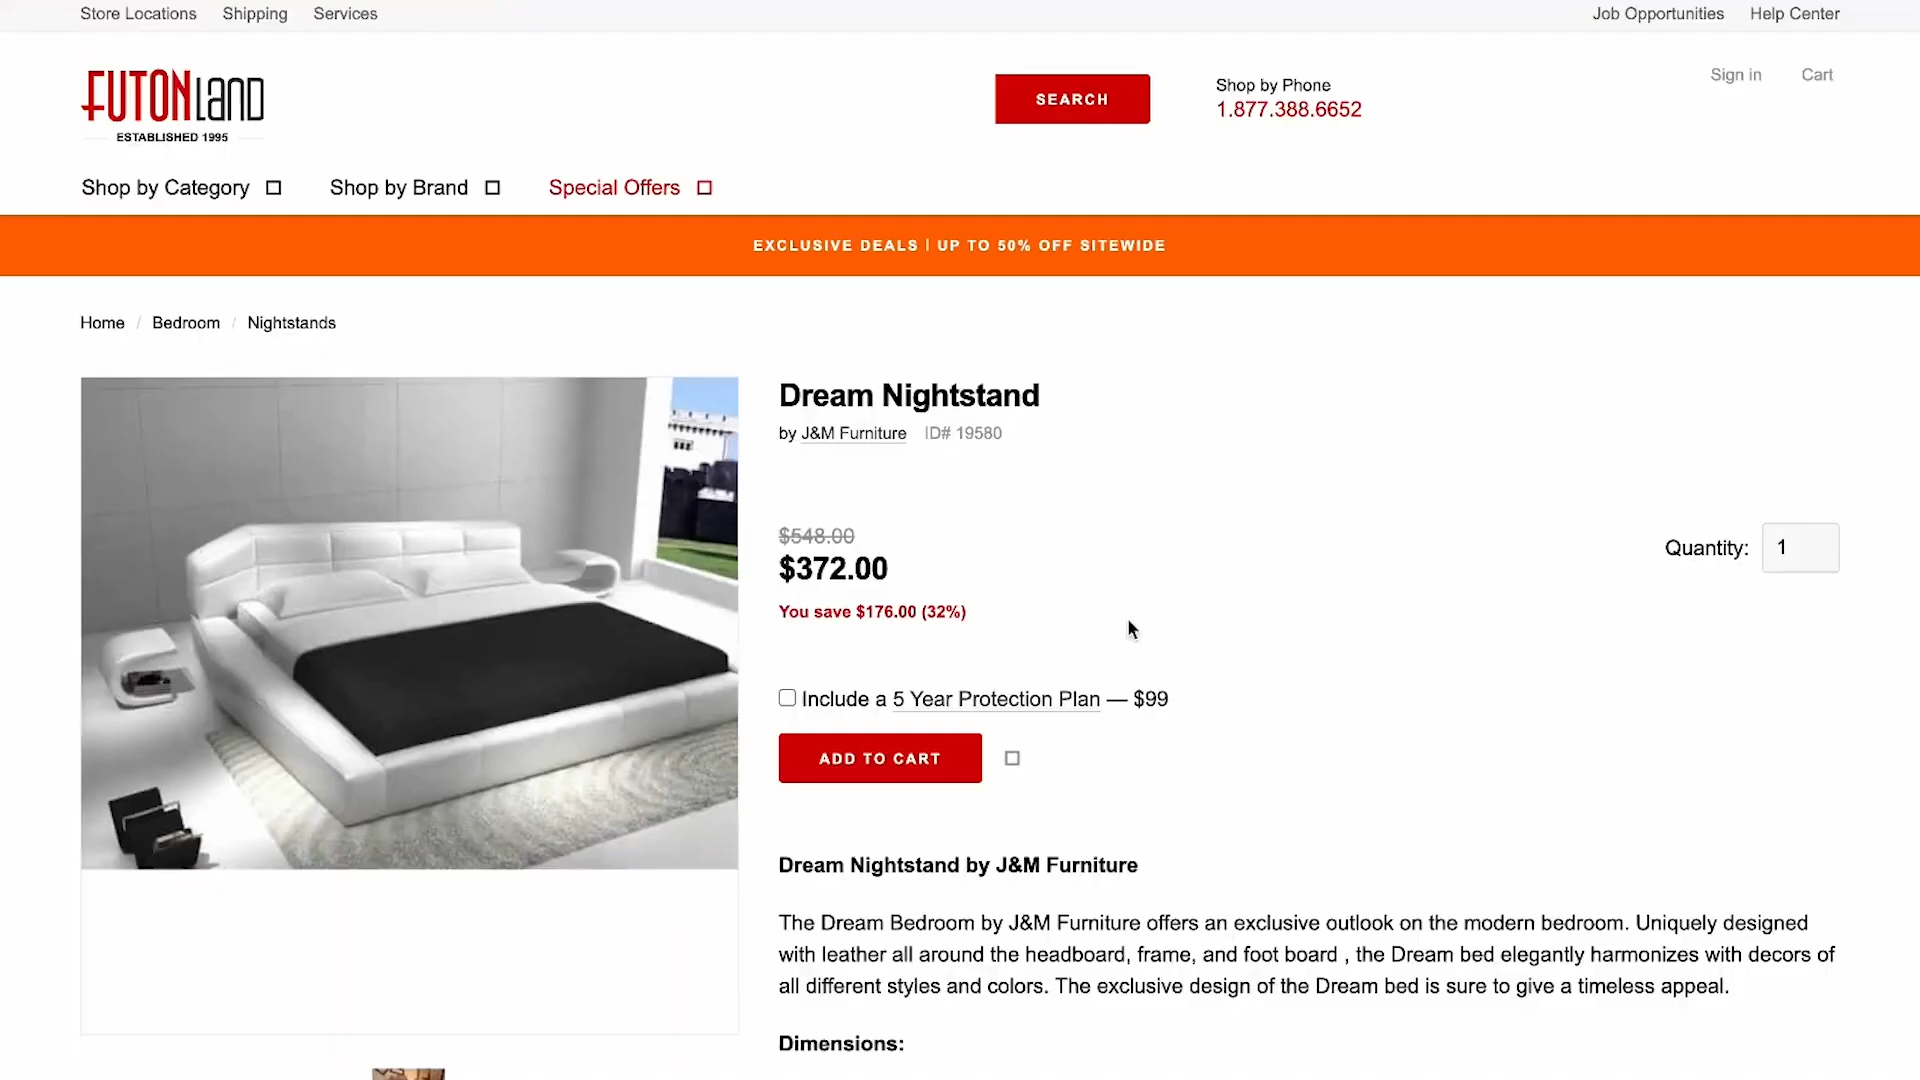 Store Locations Shipping Services Job Opportunities Help Center
FUTONLAND
ESTABLISHED 1995
SEARCH
Shop by Phone
1.877.388.6652
Sign in Cart
Shop by Category Shop by Brand Special Offers
EXCLUSIVE DEALS | UP TO 50% OFF SITEWIDE
Home / Bedroom / Nightstands
Dream Nightstand
by J&M Furniture ID# 19580
$548.00
$372.00
You save $176.00 (32%)
Quantity: 1
Include a 5 Year Protection Plan — $99
ADD TO CART
Dream Nightstand by J&M Furniture
The Dream Bedroom by J&M Furniture offers an exclusive outlook on the modern bedroom. Uniquely designed
with leather all around the headboard, frame, and foot board , the Dream bed elegantly harmonizes with decors of
all different styles and colors. The exclusive design of the Dream bed is sure to give a timeless appeal.
Dimensions: